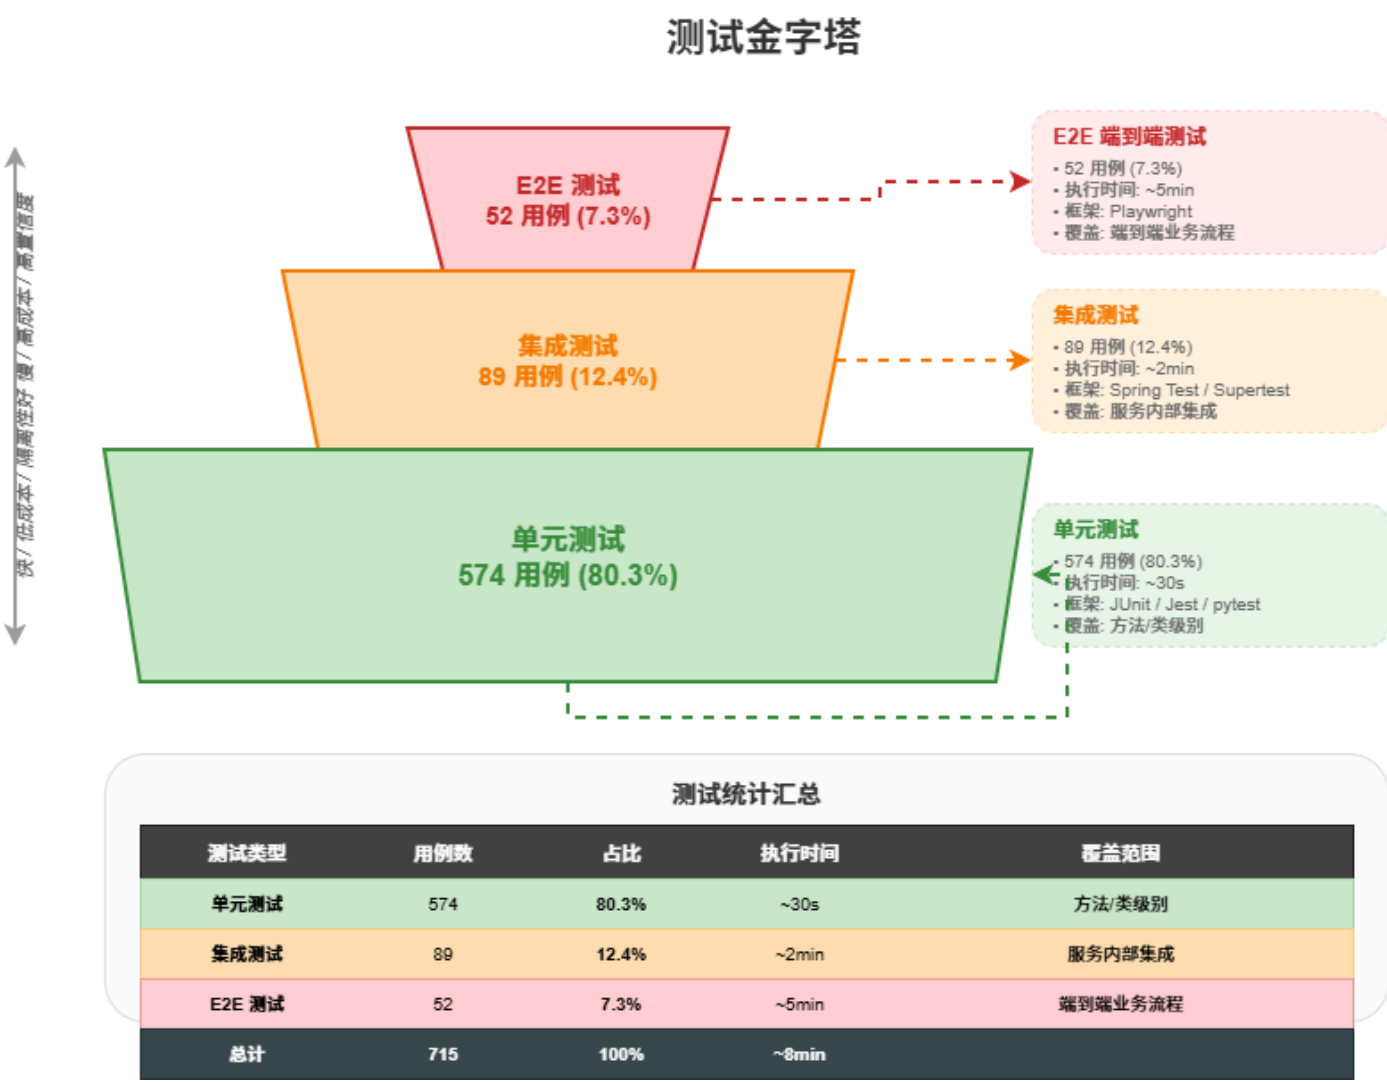 测试金字塔
快 / 低成本 / 隔离性好
慢 / 高成本 / 高置信度
E2E 测试
52 用例 (7.3%)
集成测试
89 用例 (12.4%)
单元测试
574 用例 (80.3%)
E2E 端到端测试
• 52 用例 (7.3%)
• 执行时间: ~5min
• 框架: Playwright
• 覆盖: 端到端业务流程
集成测试
• 89 用例 (12.4%)
• 执行时间: ~2min
• 框架: Spring Test / Supertest
• 覆盖: 服务内部集成
单元测试
• 574 用例 (80.3%)
• 执行时间: ~30s
• 框架: JUnit / Jest / pytest
• 覆盖: 方法/类级别
测试统计汇总
测试类型 用例数 占比 执行时间 覆盖范围
单元测试 574 80.3% ~30s 方法/类级别
集成测试 89 12.4% ~2min 服务内部集成
E2E 测试 52 7.3% ~5min 端到端业务流程
总计 715 100% ~8min